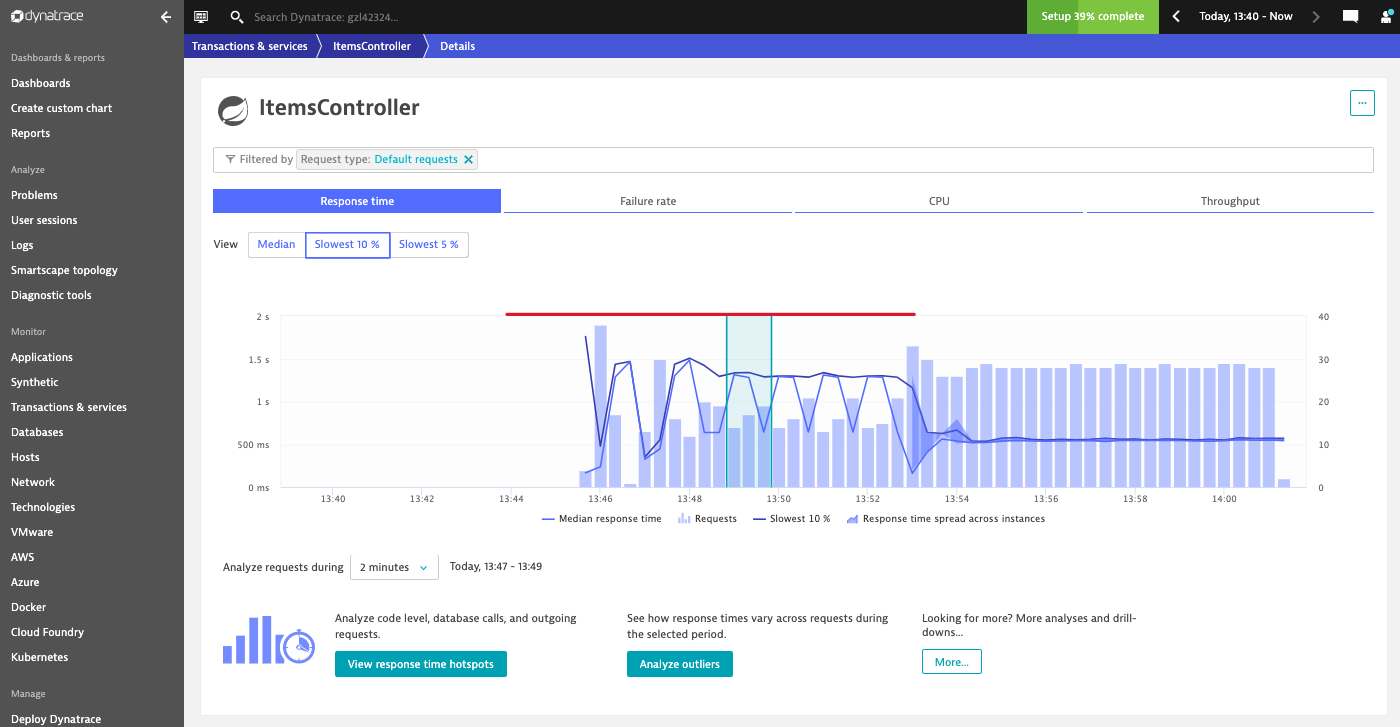 dynatrace
Search Dynatrace: gzl42324...
Setup 39% complete
Today, 13:40 - Now
Transactions & services
ItemsController
Details
Dashboards & reports
Dashboards
Create custom chart
Reports
Analyze
Problems
User sessions
Logs
Smartscape topology
Diagnostic tools
Monitor
Applications
Synthetic
Transactions & services
Databases
Hosts
Network
Technologies
VMware
AWS
Azure
Docker
Cloud Foundry
Kubernetes
Manage
Deploy Dynatrace
ItemsController
...
Filtered by Request type: Default requests
Response time
Failure rate
CPU
Throughput
View Median Slowest 10 % Slowest 5 %
2 s
1.5 s
1 s
500 ms
0 ms
40
30
20
10
0
13:40 13:42 13:44 13:46 13:48 13:50 13:52 13:54 13:56 13:58 14:00
Median response time Requests Slowest 10 % Response time spread across instances
Analyze requests during 2 minutes Today, 13:47 - 13:49
Analyze code level, database calls, and outgoing
requests.
View response time hotspots
See how response times vary across requests during
the selected period.
Analyze outliers
Looking for more? More analyses and drill-
downs...
More...